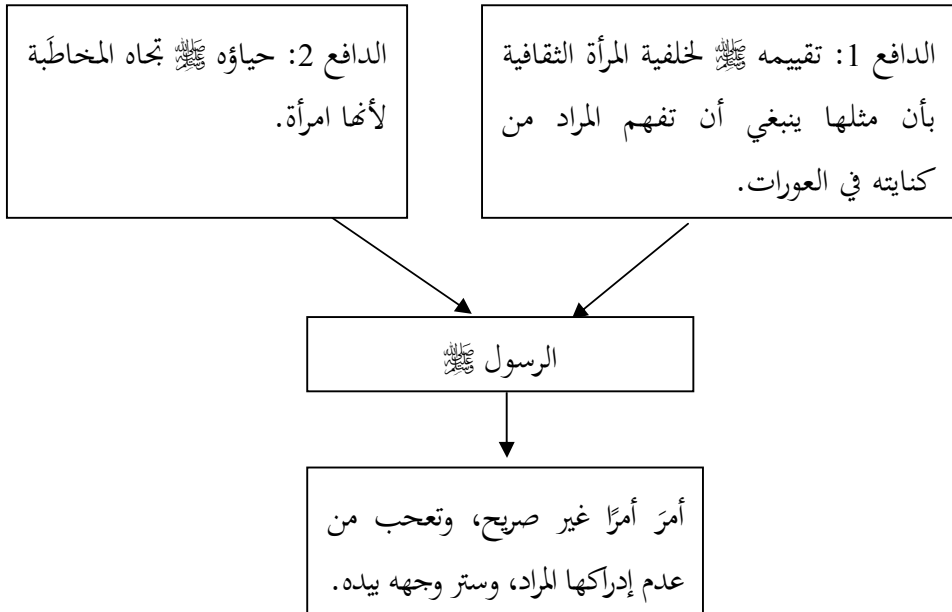 الدافع 1: تقييمه ﷺ لخلفية المرأة الثقافية
بأن مثلها ينبغي أن تفهم المراد من
كنايته في العورات.
الدافع 2: حياؤه ﷺ تجاه المخاطَبة
لأنها امرأة.
الرسول ﷺ
أمرَ أمرًا غير صريح، وتعحب من
عدم إدراكها المراد، وستر وجهه بيده.